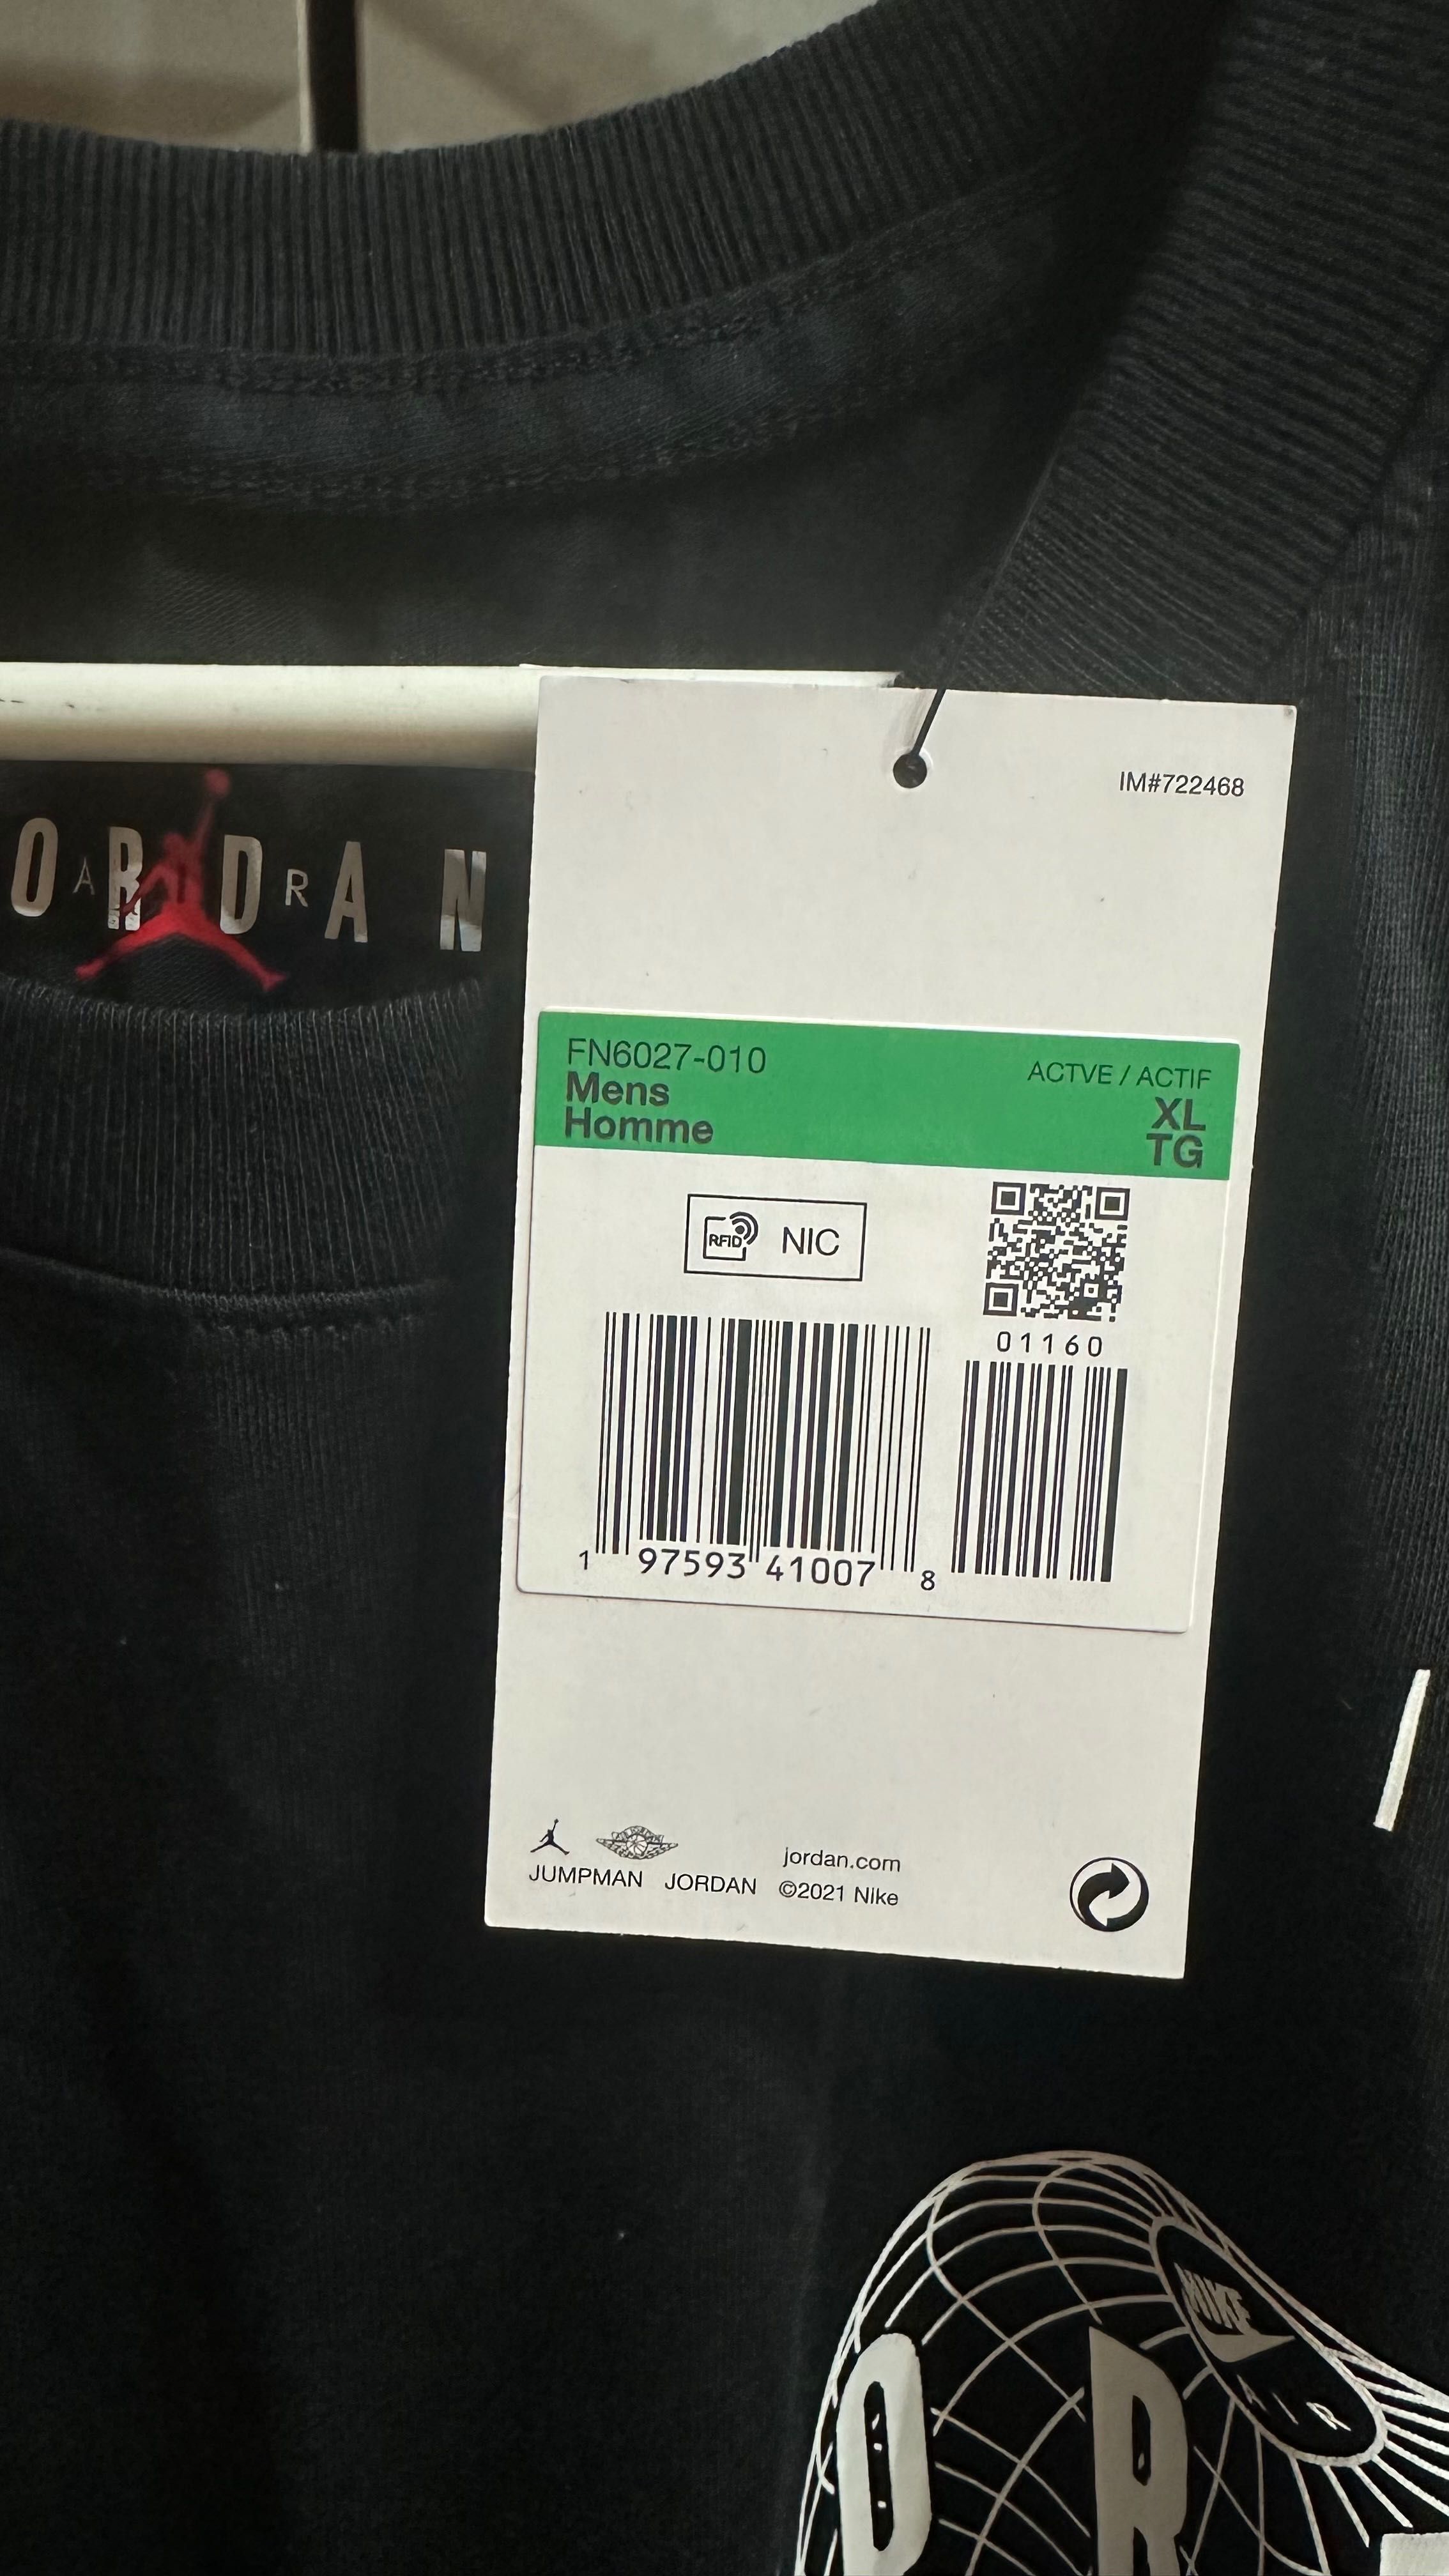 IM#722468
O A R D R A N
FN6027-010
Mens
Homme
ACTVE / ACTIF
XL
TG
RFID NIC
01160
1 97593 41007 8
JUMPMAN JORDAN
jordan.com
©2021 Nike
NIKE
AIR
O R